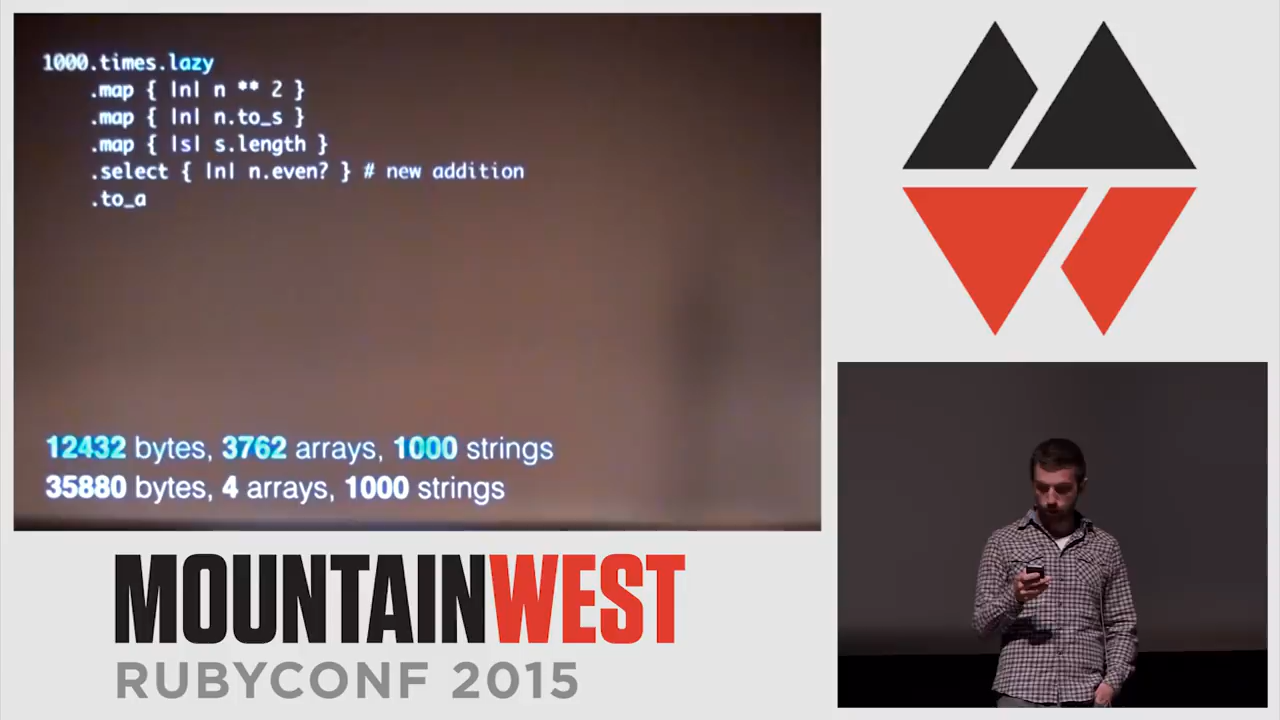 1000.times.lazy
.map { |n| n ** 2 }
.map { |n| n.to_s }
.map { |s| s.length }
.select { |n| n.even? } # new addition
.to_a
12432 bytes, 3762 arrays, 1000 strings
35880 bytes, 4 arrays, 1000 strings
MOUNTAINWEST
RUBYCONF 2015